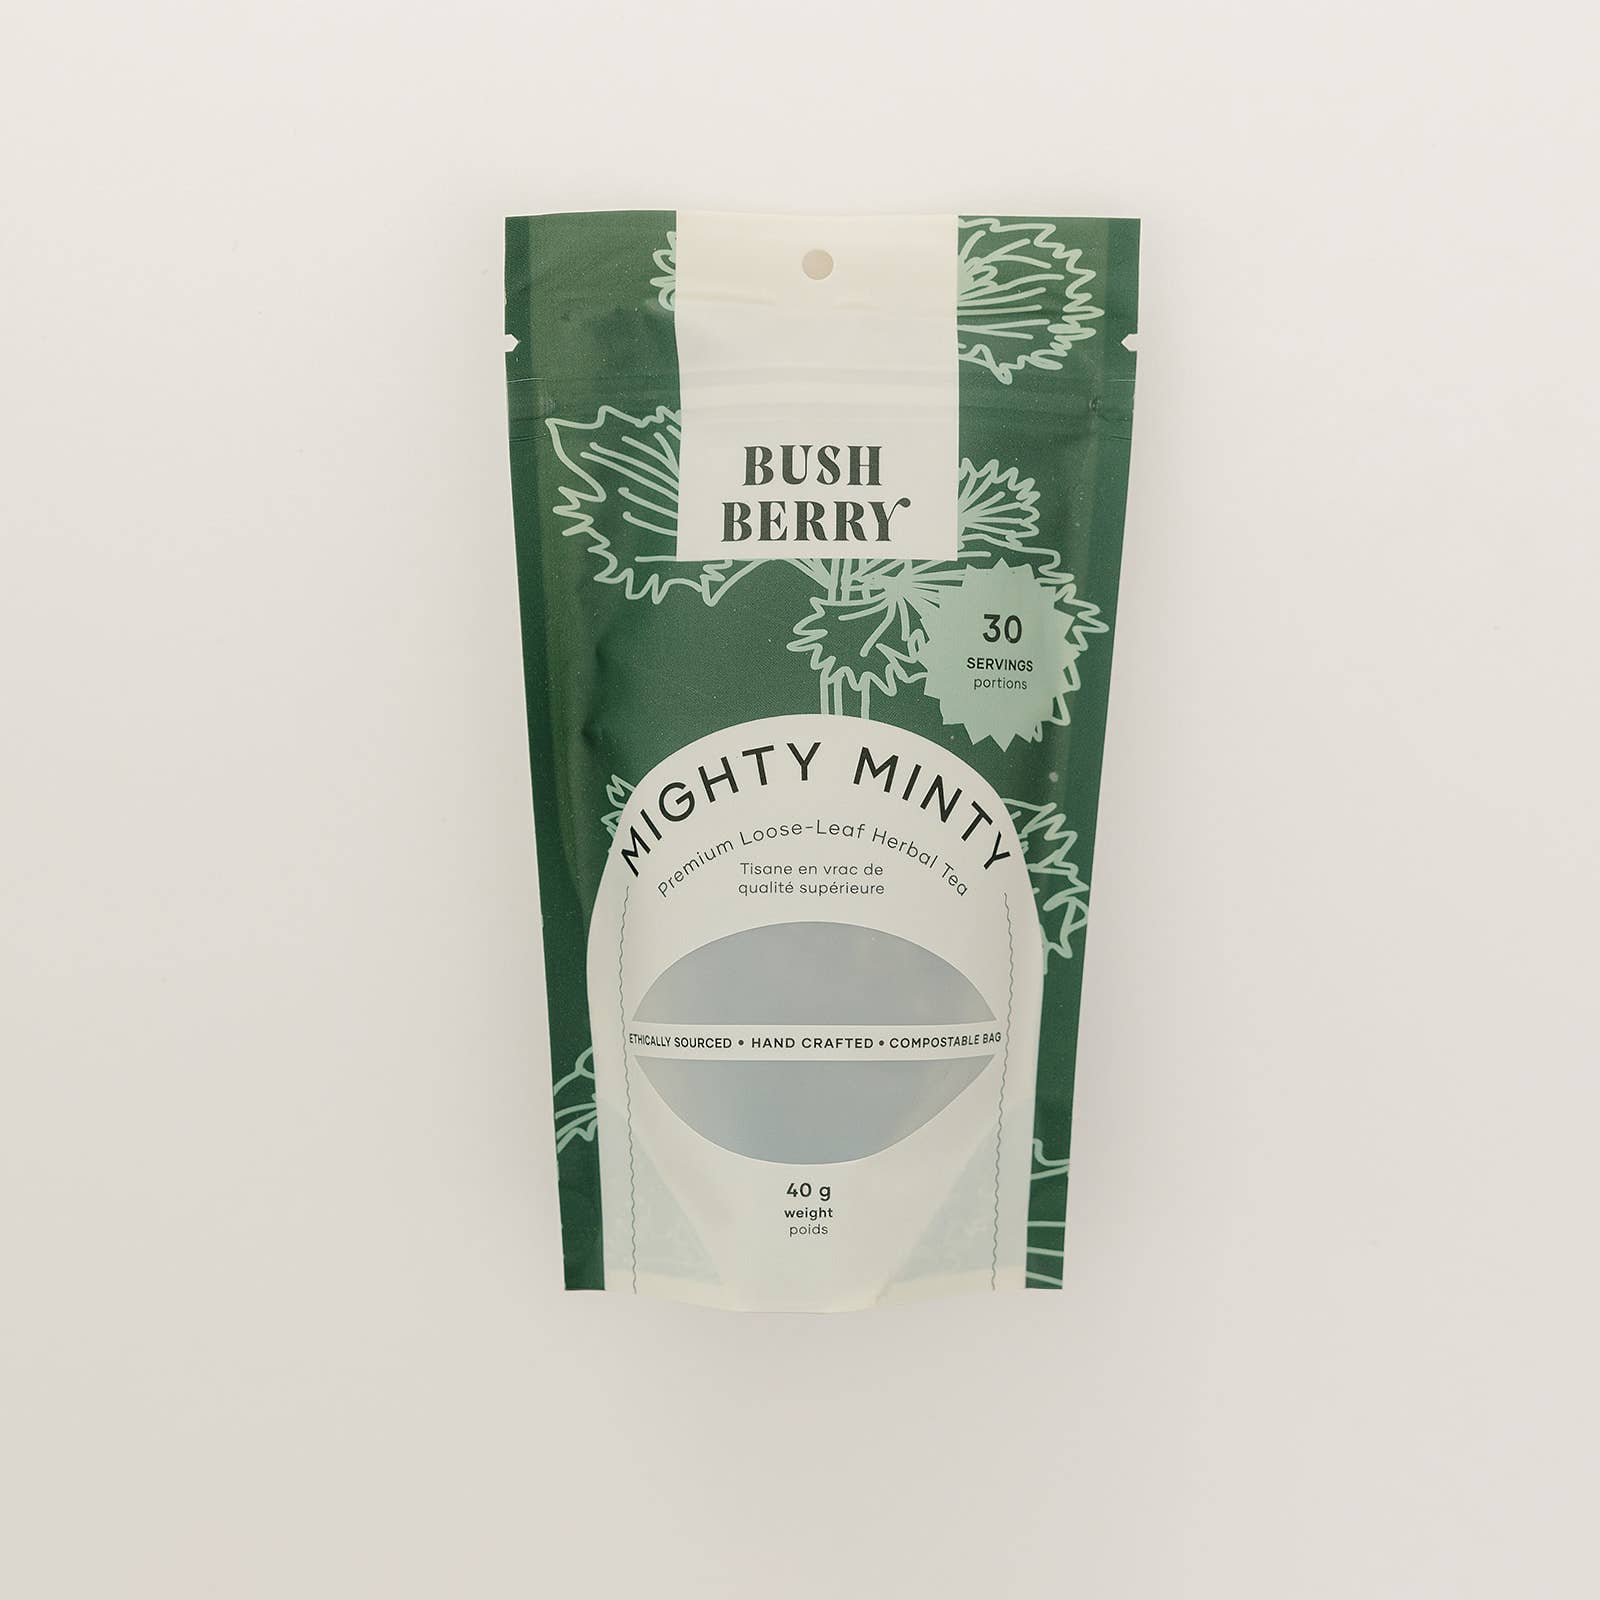 BUSH
BERRY
30
SERVINGS
portions
MIGHTY MINTY
Premium Loose-Leaf Herbal Tea
Tisane en vrac de
qualité supérieure
ETHICALLY SOURCED • HAND CRAFTED • COMPOSTABLE BAG
40 g
weight
poids